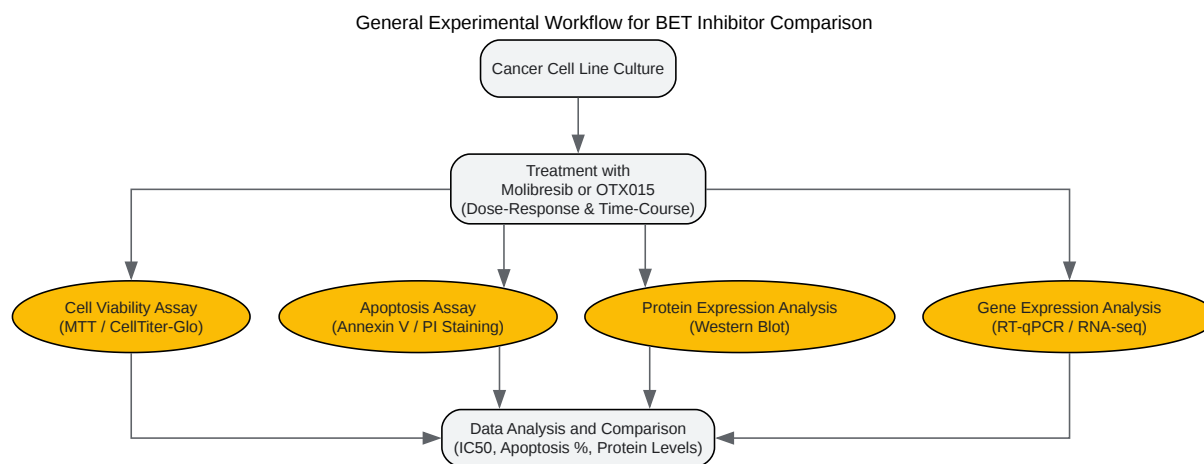 General Experimental Workflow for BET Inhibitor Comparison
Cancer Cell Line Culture
Treatment with
Molibresib or OTX015
(Dose-Response & Time-Course)
Cell Viability Assay
(MTT / CellTiter-Glo)
Apoptosis Assay
(Annexin V / PI Staining)
Protein Expression Analysis
(Western Blot)
Gene Expression Analysis
(RT-qPCR / RNA-seq)
Data Analysis and Comparison
(IC50, Apoptosis %, Protein Levels)